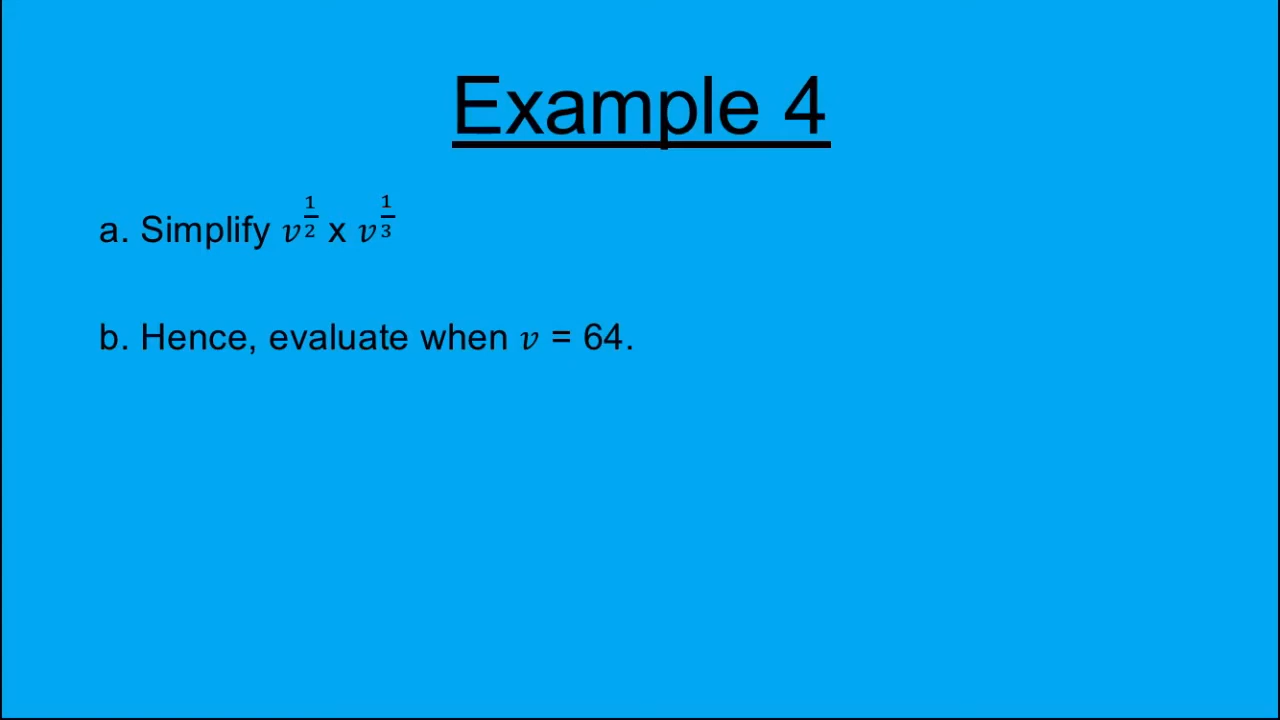 Example 4
a. Simplify 𝑣^{1/2} x 𝑣^{1/3}
b. Hence, evaluate when 𝑣 = 64.